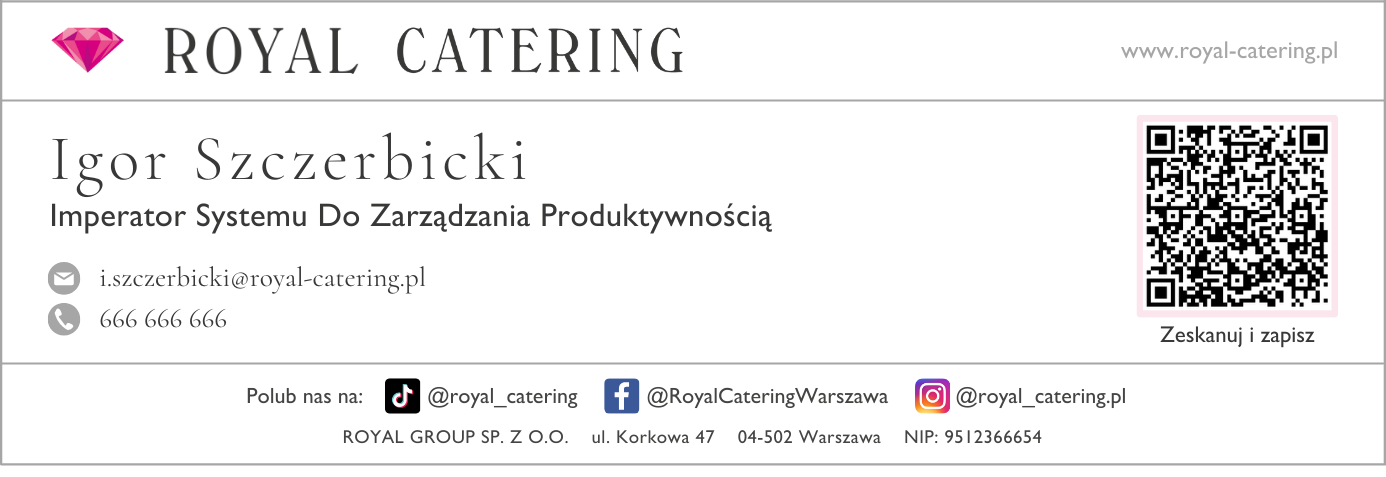 ROYAL CATERING
www.royal-catering.pl
Igor Szczerbicki
Imperator Systemu Do Zarządzania Produktywnością
i.szczerbicki@royal-catering.pl
666 666 666
Zeskanuj i zapisz
Polub nas na: @royal_catering @RoyalCateringWarszawa @royal_catering.pl
ROYAL GROUP SP. Z O.O. ul. Korkowa 47 04-502 Warszawa NIP: 9512366654